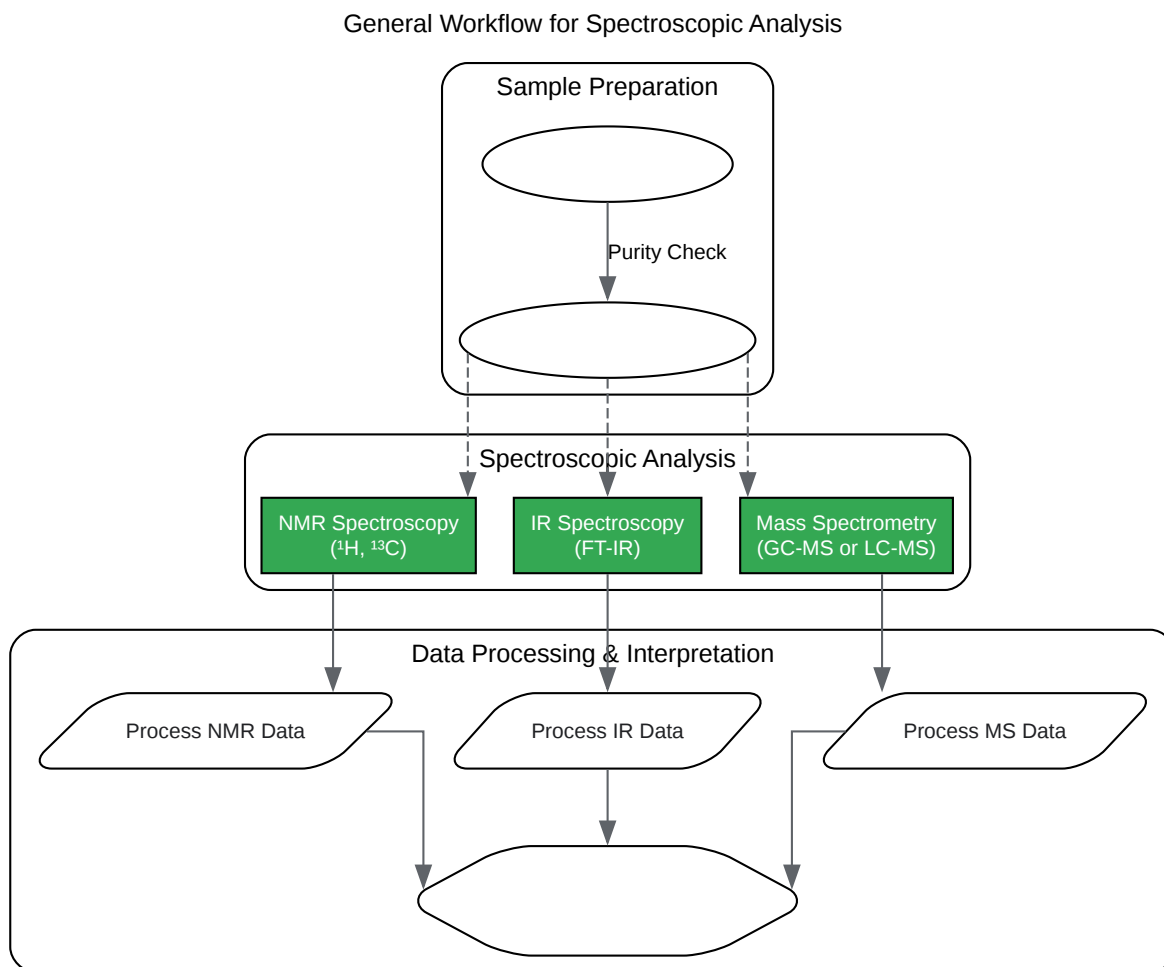 General Workflow for Spectroscopic Analysis
Sample Preparation
Purity Check
Spectroscopic Analysis
NMR Spectroscopy
(¹H, ¹³C)
IR Spectroscopy
(FT-IR)
Mass Spectrometry
(GC-MS or LC-MS)
Data Processing & Interpretation
Process NMR Data
Process IR Data
Process MS Data